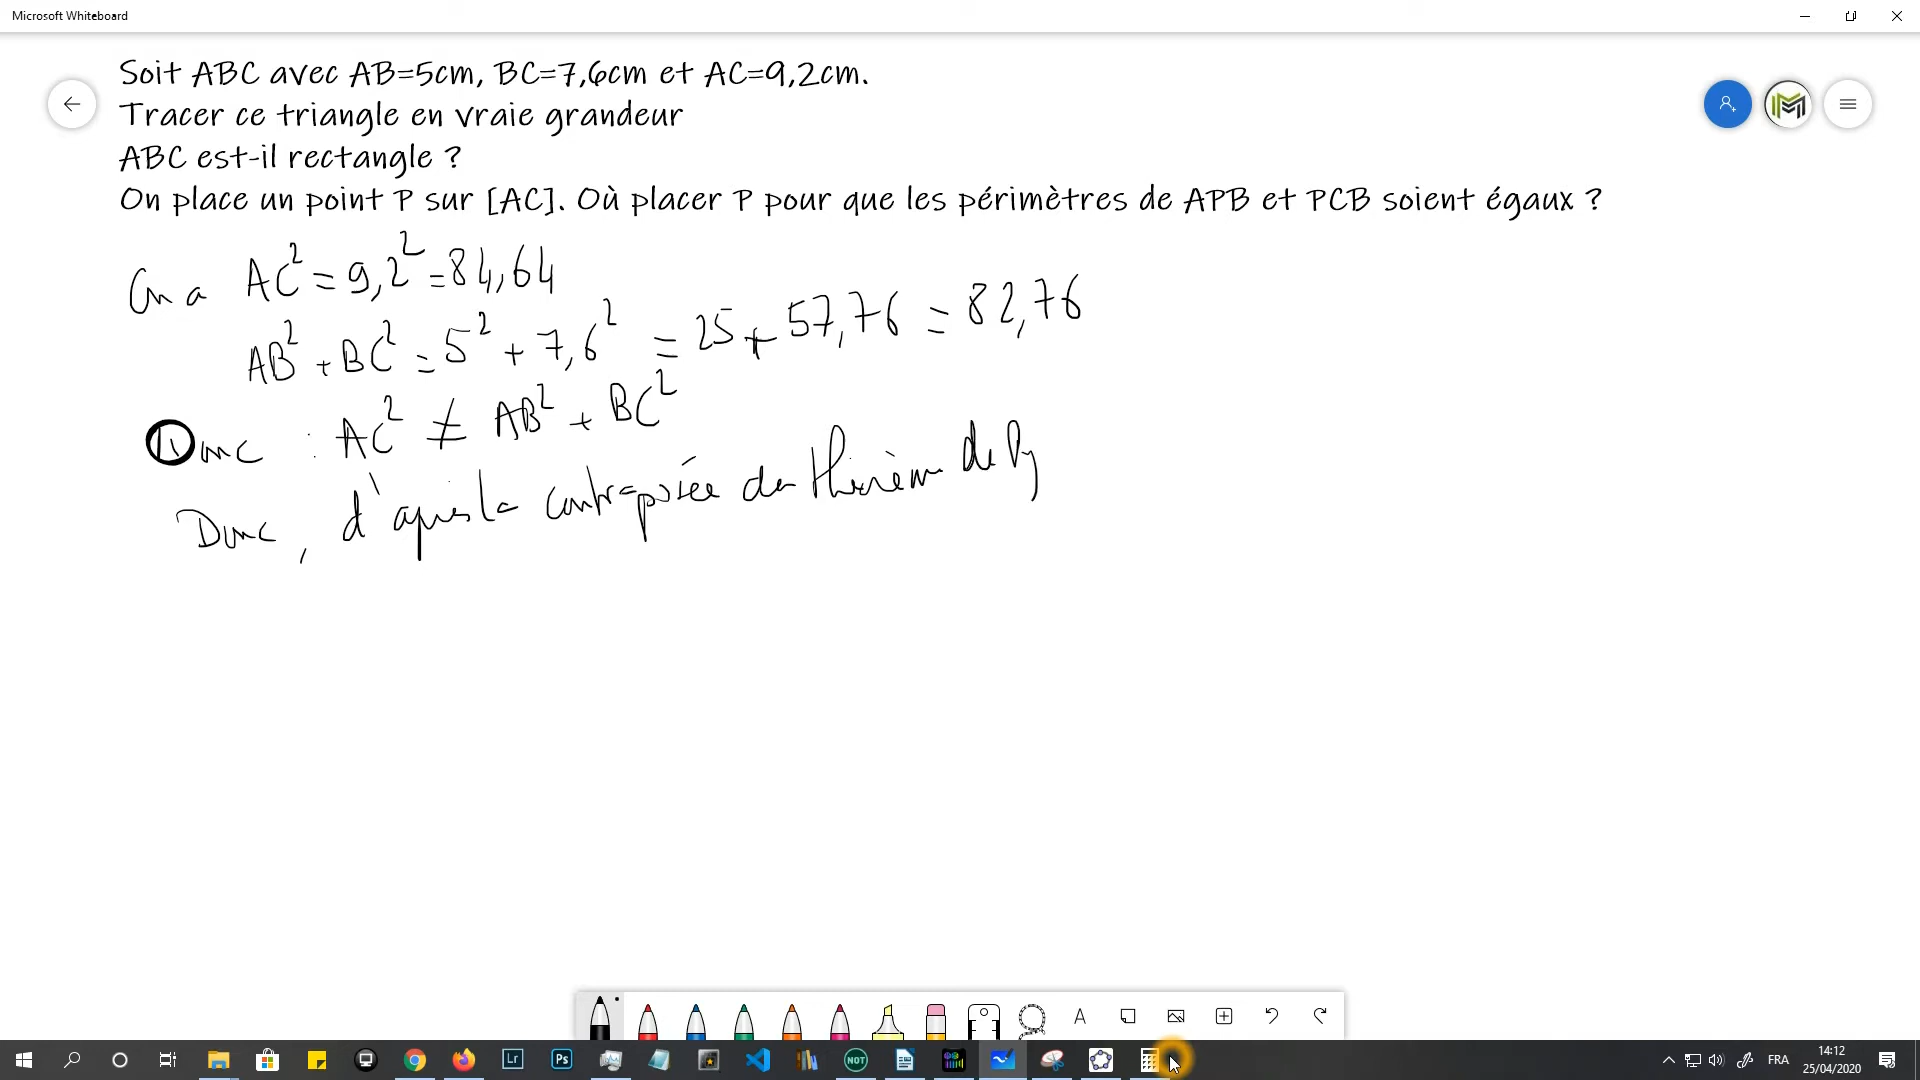 Microsoft Whiteboard
Soit ABC avec AB=5cm, BC=7,6cm et AC=9,2cm.
Tracer ce triangle en vraie grandeur
ABC est-il rectangle ?
On place un point P sur [AC]. Où placer P pour que les périmètres de APB et PCB soient égaux ?
On a AC² = 9,2² = 84,64
AB² + BC² = 5² + 7,6² = 25 + 57,76 = 82,76
Donc : AC² ≠ AB² + BC²
Donc, d'après la contraposée du théorème de Py
A
Lr
Ps
NOT
FRA
14:12
25/04/2020